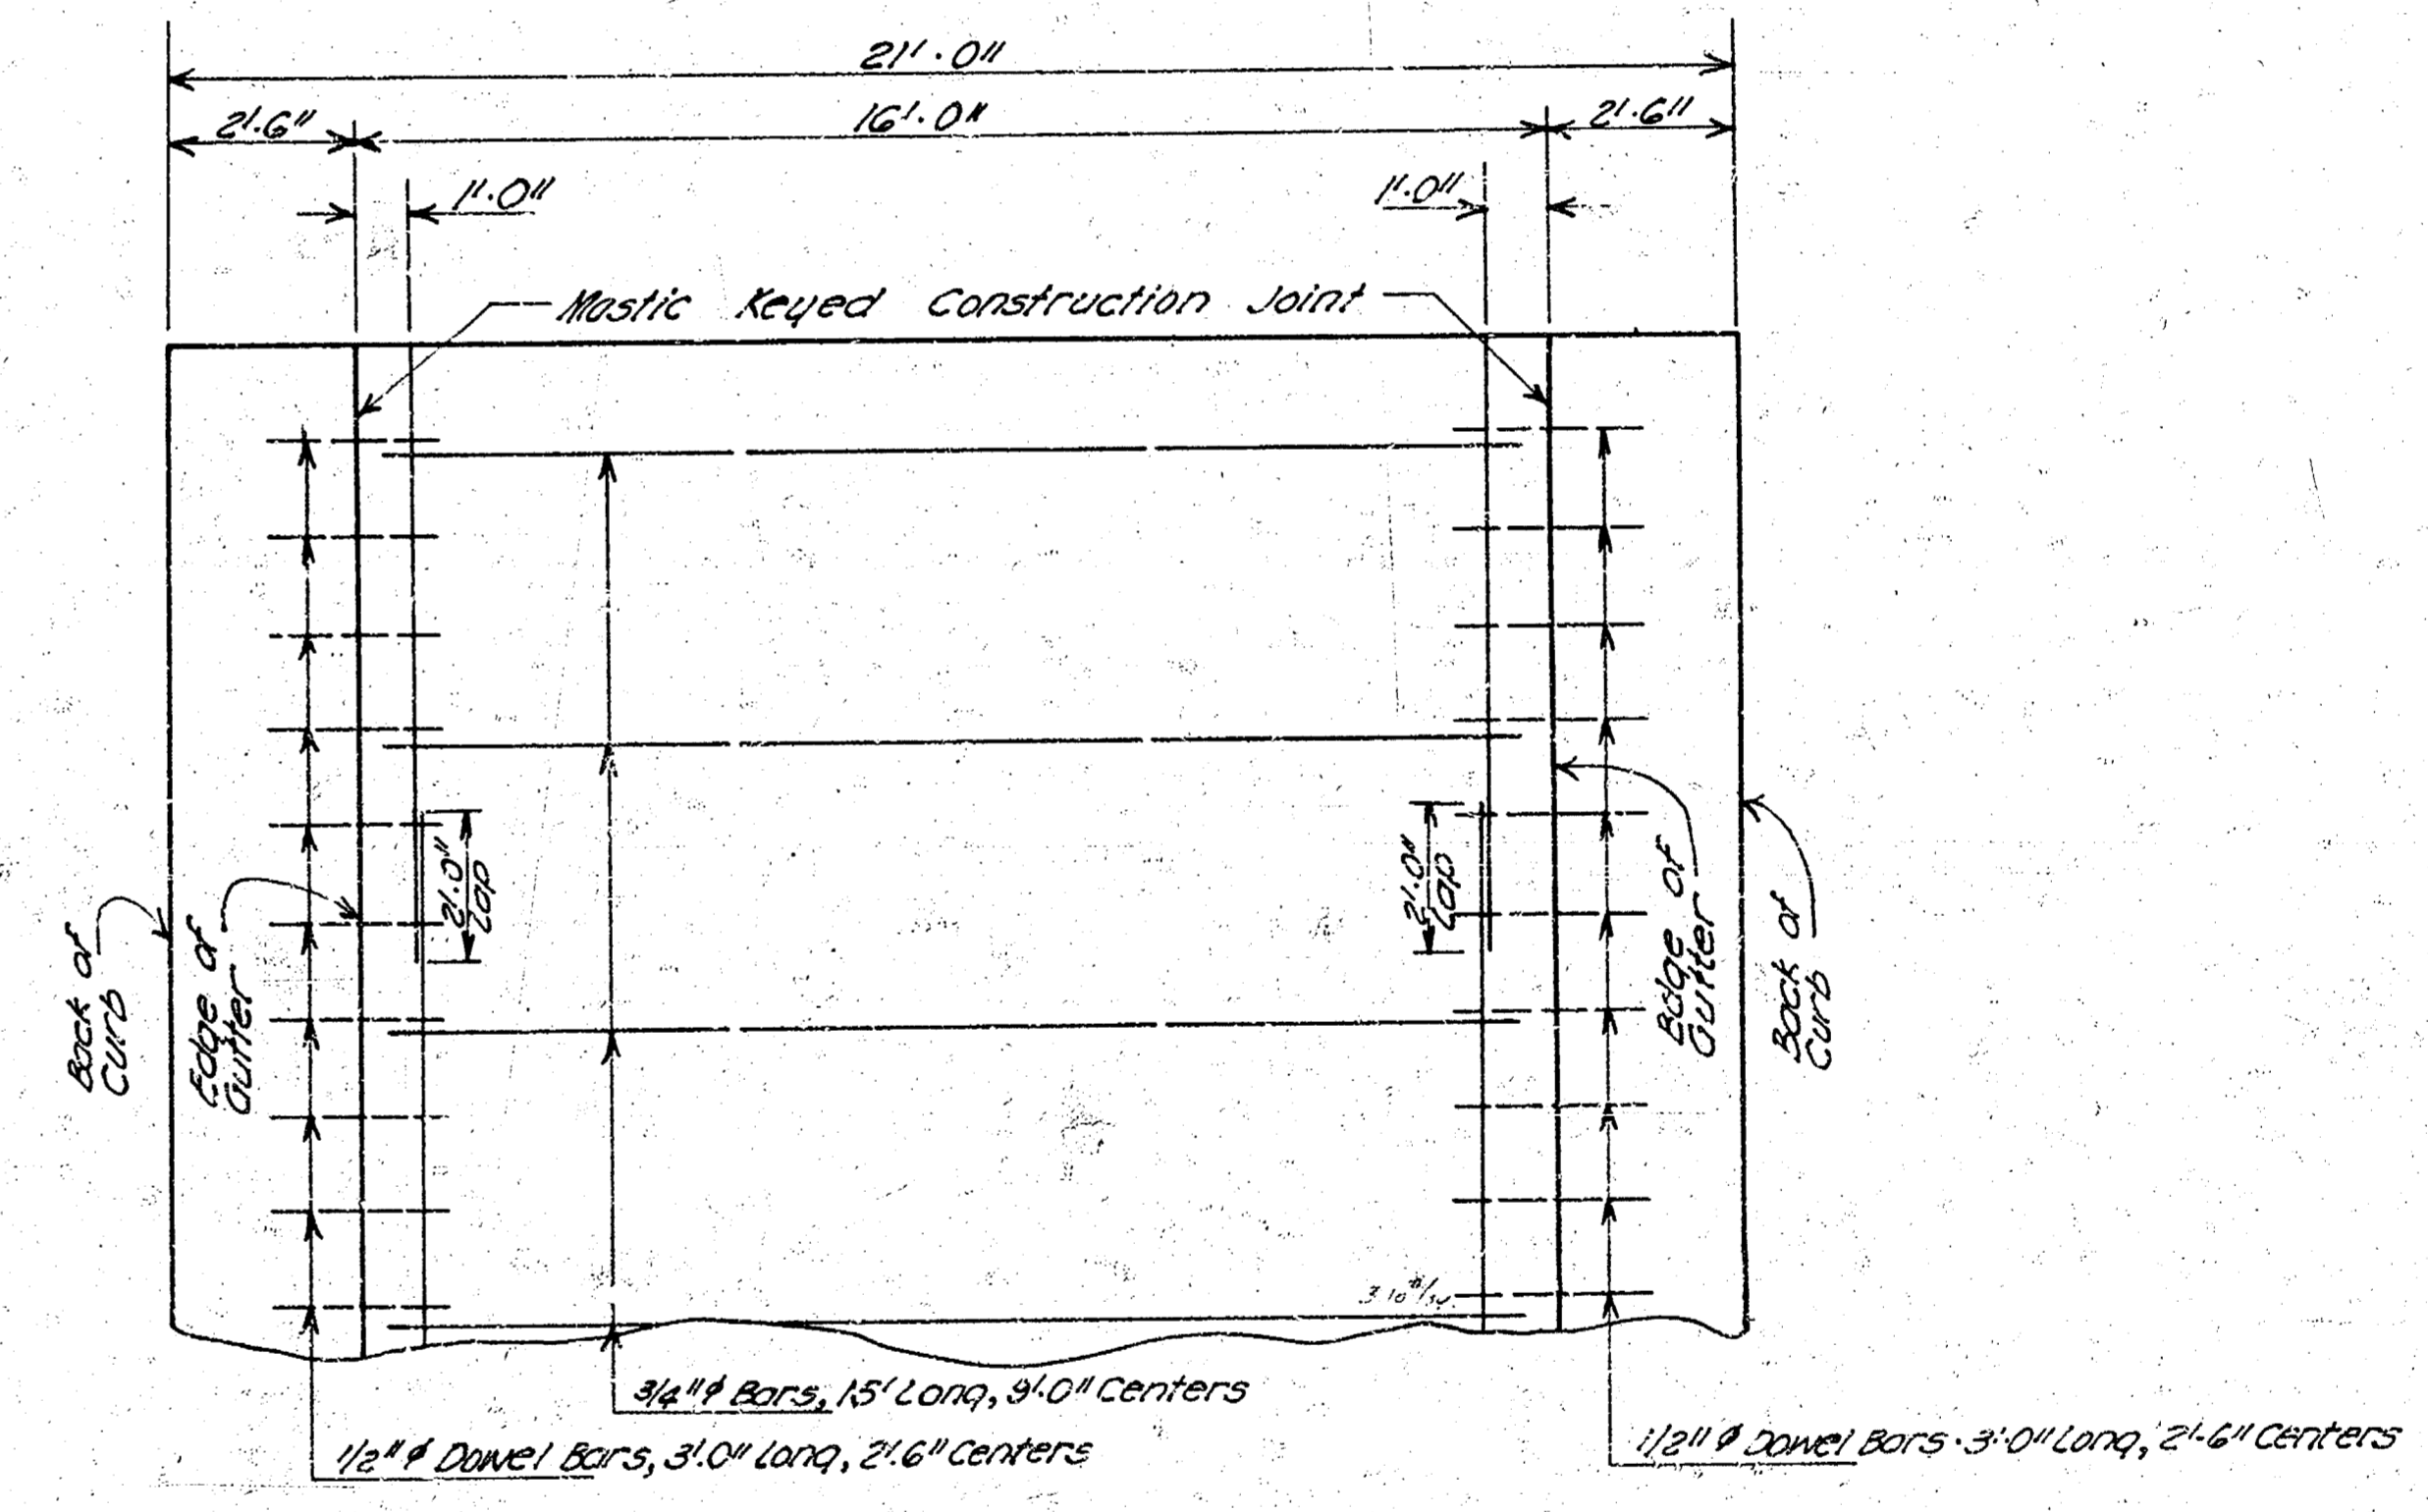 21'-0"
2'-6"
16'-0"
2'-6"
1'-0"
1'-0"
Mastic Keyed Construction Joint
2'-0"
Lap
2'-0"
Lap
Back of
Curb
Edge of
Gutter
Edge of
Gutter
Back of
Curb
3/4"ϕ Bars, 15' Long, 9'-0" Centers
1/2"ϕ Dowel Bars, 3'-0" Long, 2'-6" Centers
1/2"ϕ Dowel Bars - 3'-0" Long, 2'-6" Centers